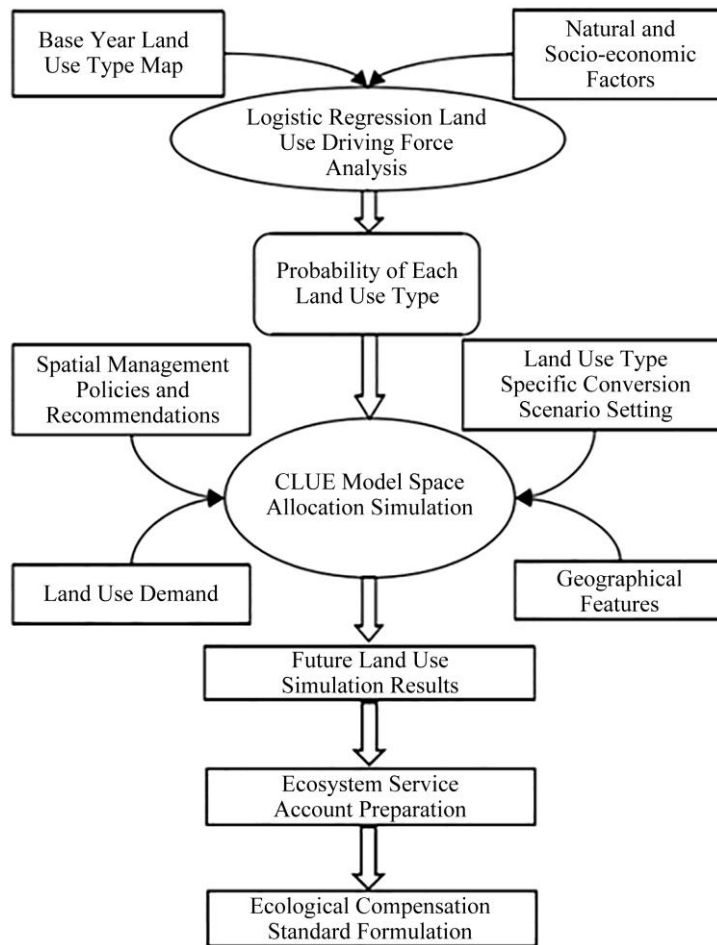 Base Year Land
Use Type Map
Natural and
Socio-economic
Factors
Logistic Regression Land
Use Driving Force
Analysis
Probability of Each
Land Use Type
Spatial Management
Policies and
Recommendations
Land Use Type
Specific Conversion
Scenario Setting
CLUE Model Space
Allocation Simulation
Land Use Demand
Geographical
Features
Future Land Use
Simulation Results
Ecosystem Service
Account Preparation
Ecological Compensation
Standard Formulation